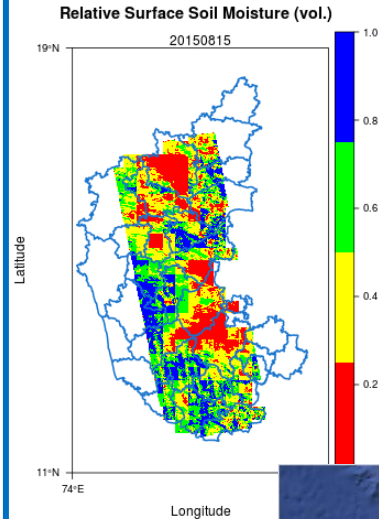 Relative Surface Soil Moisture (vol.)
20150815
19°N
1.0
0.8
0.6
Latitude
0.4
0.2
11°N
74°E
Longitude